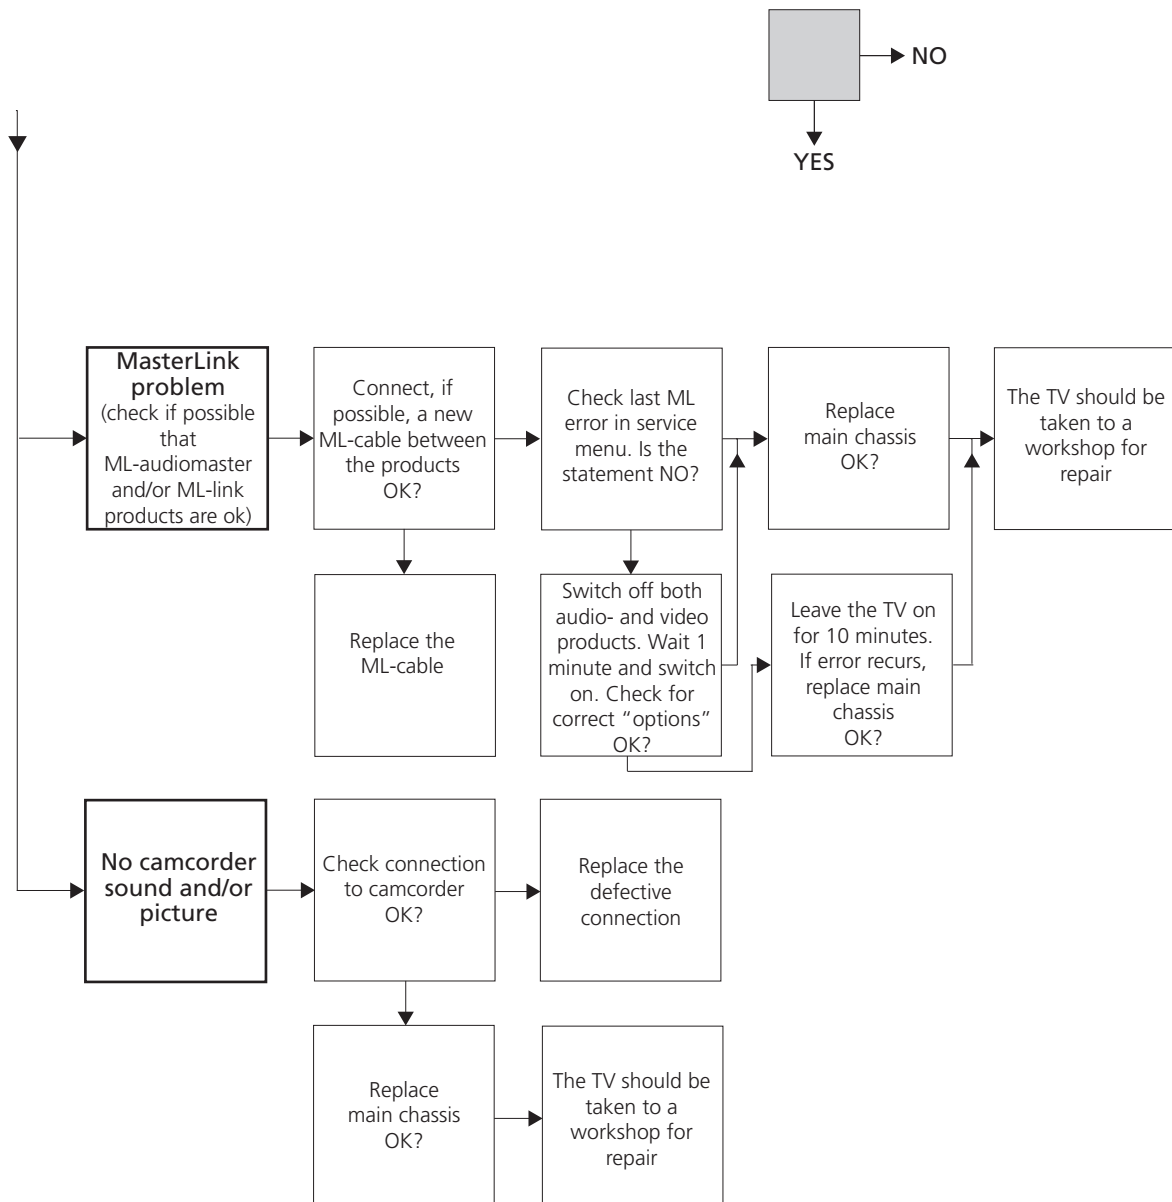 NO
YES
MasterLink
problem
(check if possible
that
ML-audiomaster
and/or ML-link
products are ok)
Connect, if
possible, a new
ML-cable between
the products
OK?
Check last ML
error in service
menu. Is the
statement NO?
Replace
main chassis
OK?
The TV should be
taken to a
workshop for
repair
Replace the
ML-cable
Switch off both
audio- and video
products. Wait 1
minute and switch
on. Check for
correct “options”
OK?
Leave the TV on
for 10 minutes.
If error recurs,
replace main
chassis
OK?
No camcorder
sound and/or
picture
Check connection
to camcorder
OK?
Replace the
defective
connection
Replace
main chassis
OK?
The TV should be
taken to a
workshop for
repair